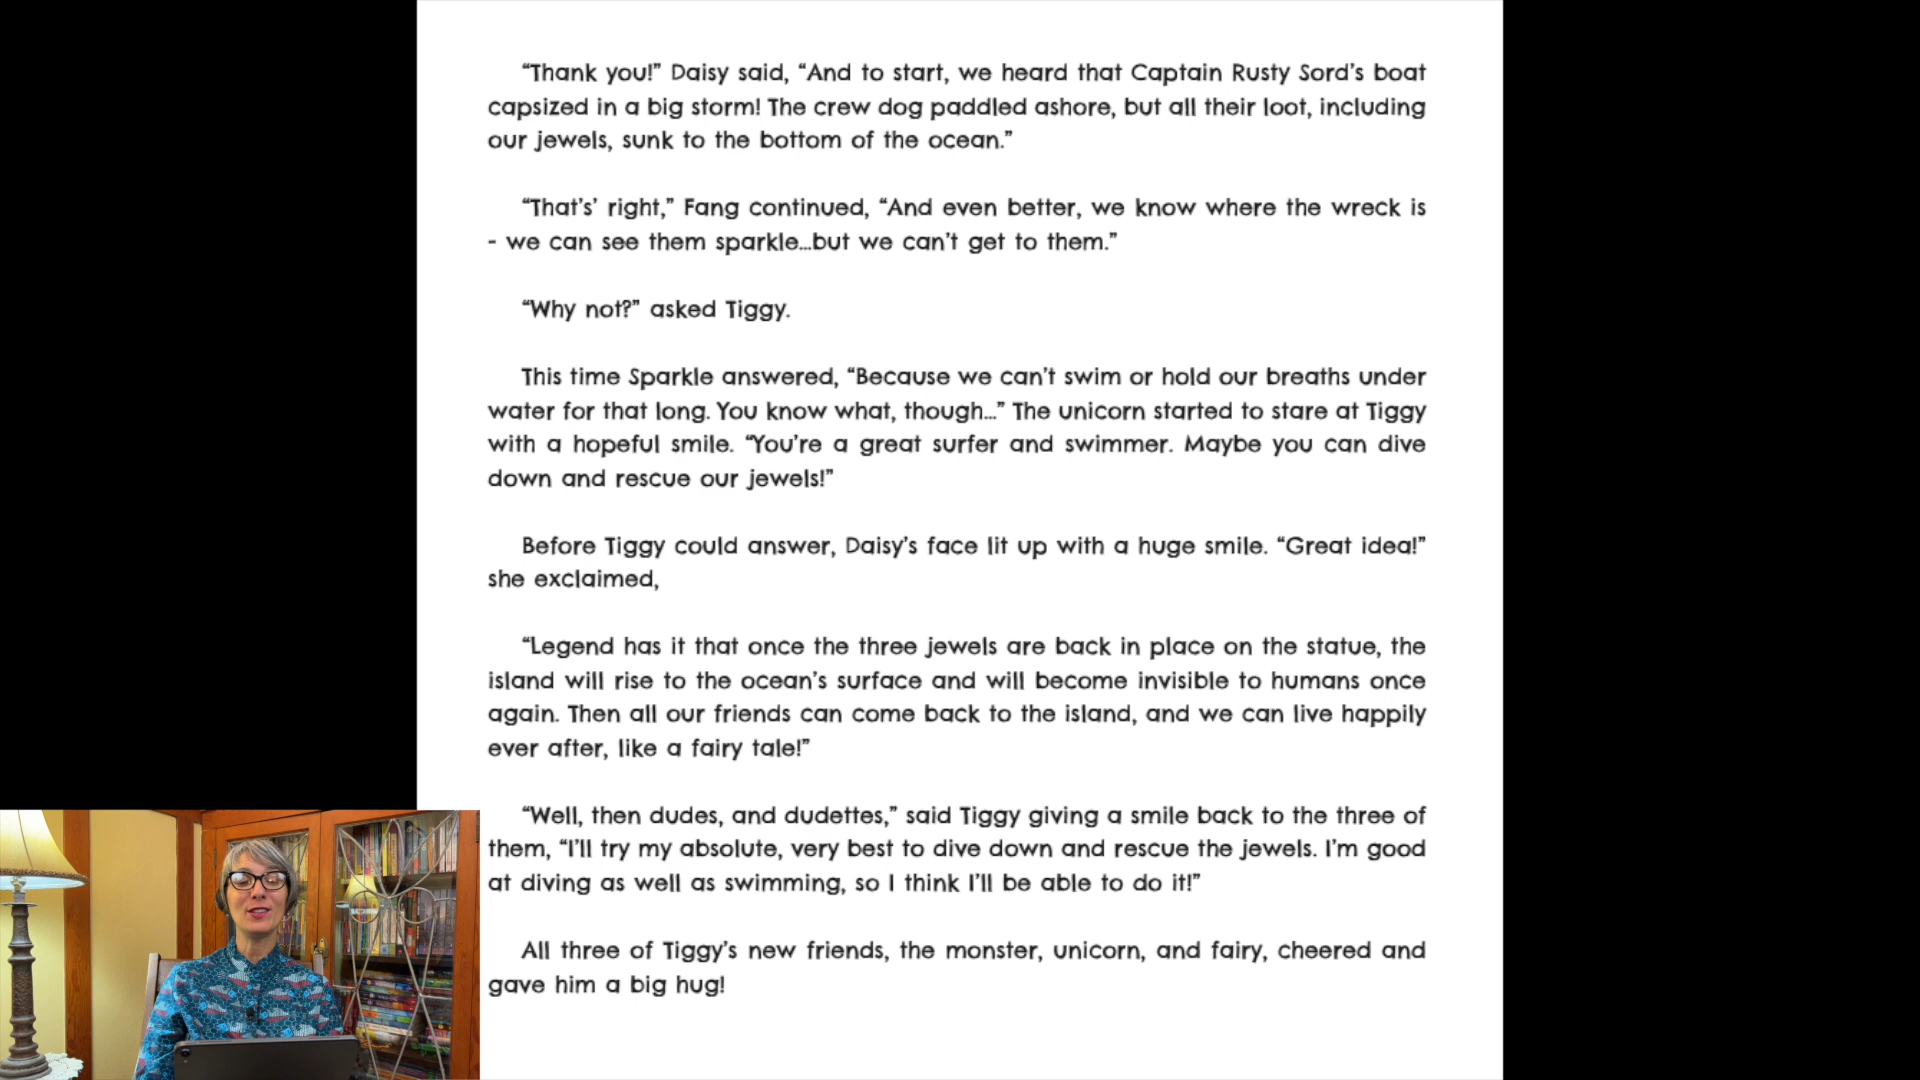 “Thank you!” Daisy said, “And to start, we heard that Captain Rusty Sord’s boat
capsized in a big storm! The crew dog paddled ashore, but all their loot, including
our jewels, sunk to the bottom of the ocean.”
“That’s’ right,” Fang continued, “And even better, we know where the wreck is
- we can see them sparkle...but we can’t get to them.”
“Why not?” asked Tiggy.
This time Sparkle answered, “Because we can’t swim or hold our breaths under
water for that long. You know what, though...” The unicorn started to stare at Tiggy
with a hopeful smile. “You’re a great surfer and swimmer. Maybe you can dive
down and rescue our jewels!”
Before Tiggy could answer, Daisy’s face lit up with a huge smile. “Great idea!”
she exclaimed,
“Legend has it that once the three jewels are back in place on the statue, the
island will rise to the ocean’s surface and will become invisible to humans once
again. Then all our friends can come back to the island, and we can live happily
ever after, like a fairy tale!”
“Well, then dudes, and dudettes,” said Tiggy giving a smile back to the three of
them, “I’ll try my absolute, very best to dive down and rescue the jewels. I’m good
at diving as well as swimming, so I think I’ll be able to do it!”
All three of Tiggy’s new friends, the monster, unicorn, and fairy, cheered and
gave him a big hug!